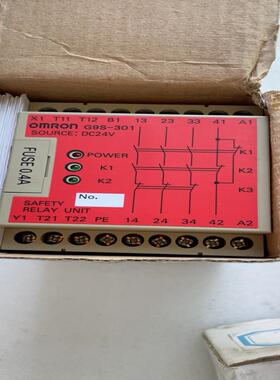 X1 T11 T12 B1 13 23 33 41 A1
OMRON G9S-301
SOURCE: DC24V
FUSE 0.4A
POWER
K1
K2
K1
K2
K3
No.
SAFETY
RELAY UNIT
Y1 T21 T22 PE 14 24 34 42 A2